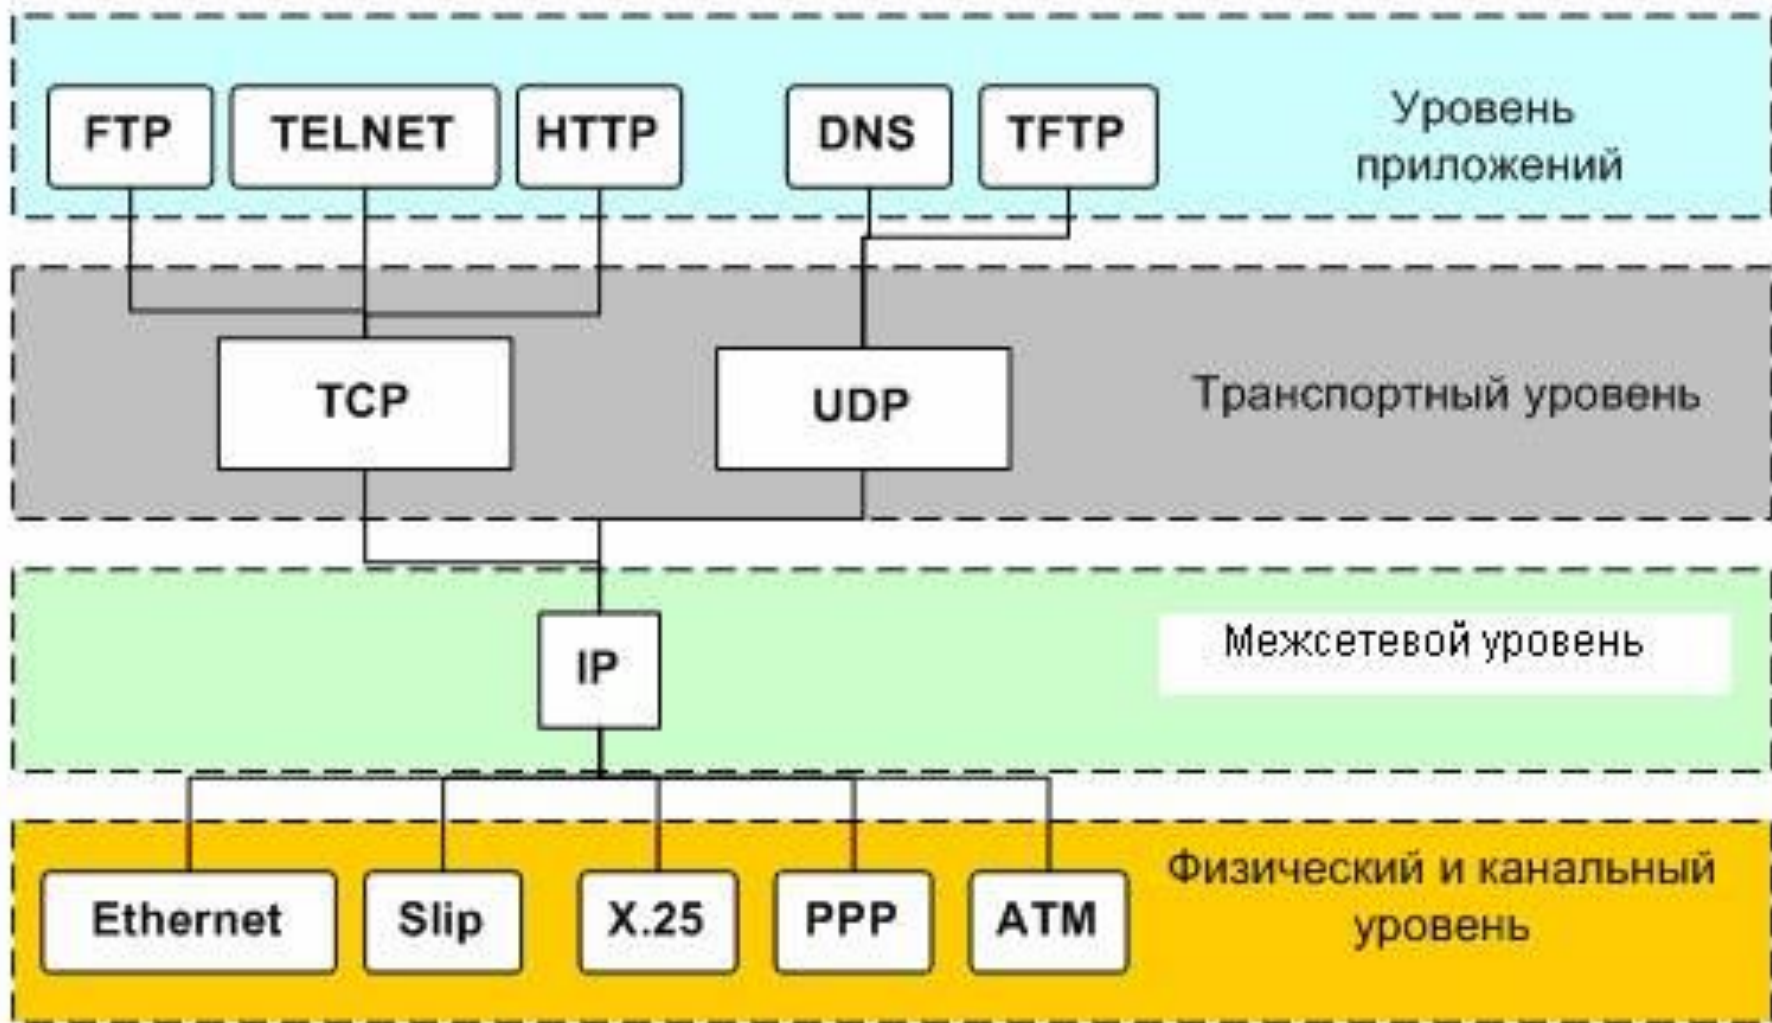 FTP TELNET HTTP DNS TFTP
Уровень
приложений
TCP UDP Транспортный уровень
IP Межсетевой уровень
Физический и канальный
уровень
Ethernet Slip X.25 PPP ATM